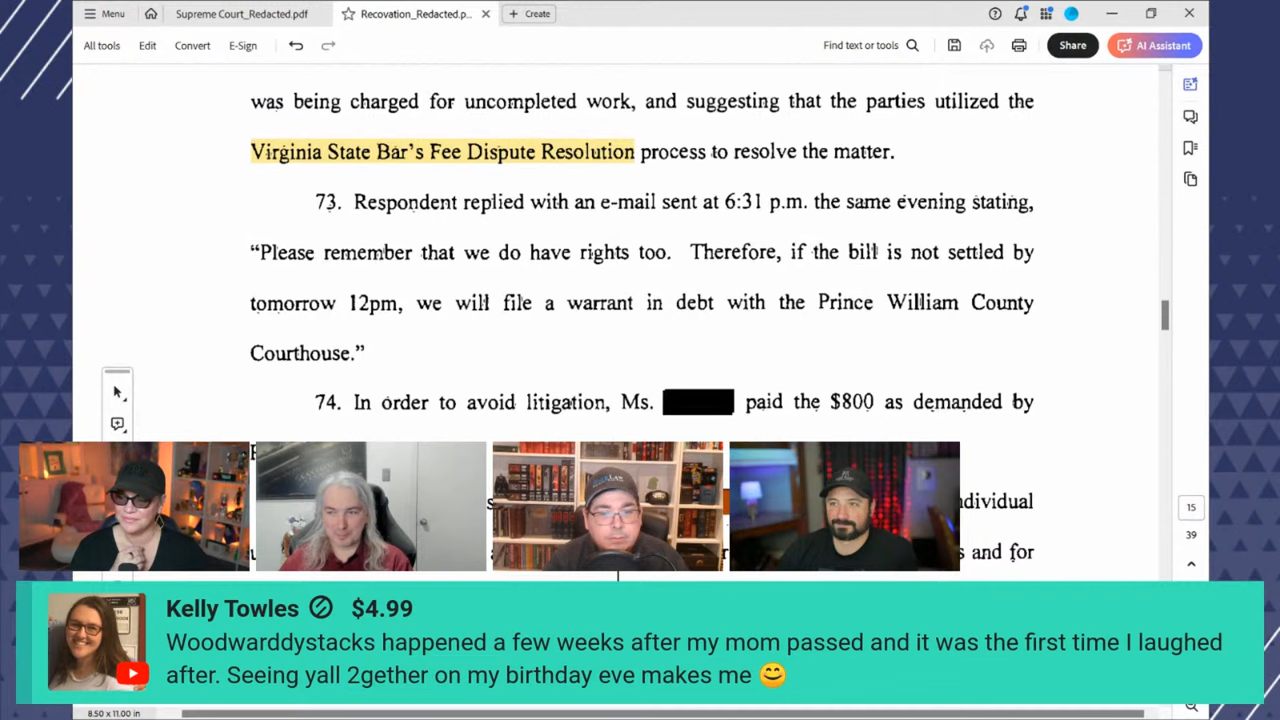 Menu
Supreme Court_Redacted.pdf
Recovation_Redacted.p...
Create
All tools
Edit
Convert
E-Sign
Find text or tools
Share
AI Assistant
was being charged for uncompleted work, and suggesting that the parties utilized the
Virginia State Bar’s Fee Dispute Resolution process to resolve the matter.
73. Respondent replied with an e-mail sent at 6:31 p.m. the same evening stating,
“Please remember that we do have rights too. Therefore, if the bill is not settled by
tomorrow 12pm, we will file a warrant in debt with the Prince William County
Courthouse.”
74. In order to avoid litigation, Ms. paid the $800 as demanded by
individual
and for
15
39
Kelly Towles $4.99
Woodwarddystacks happened a few weeks after my mom passed and it was the first time I laughed
after. Seeing yall 2gether on my birthday eve makes me 😊
8.50 x 11.00 in